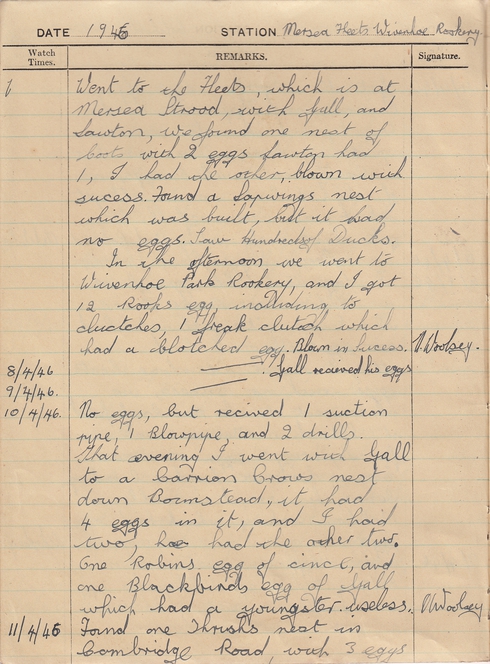 DATE 1946 STATION Mersea Fleets Wivenhoe Rookery.
Watch Times. REMARKS. Signature.
Went to the Fleets, which is at
Mersea Strood, with Gall, and
Lawton, we found one nest of
Coots with 2 eggs Lawton had
1, I had the other, blown with
sucess. Found a Lapwings nest
which was built, but it had
no eggs. Saw Hundreds of Ducks.
In the afternoon we went to
Wivenhoe Park Rookery, and I got
12 Rooks egg, including to
cluctches, 1 freak clutch which
had a blotched egg. Blown in Sucess. V. Woolsey.
8/4/46 Gall recived his eggs
9/4/46.
10/4/46. No eggs, but recived 1 suction
pipe, 1 Blowpipe, and 2 drills.
That evening I went with Gall
to a Carrion Crows nest
down Boxmstead, it had
4 eggs in it, and I had
two, he had the other two.
One Robins egg of cinc C, and
one Blackbirds egg of Gall
which had a youngster useless. V. Woolsey
11/4/46 Found one Thrush's nest in
Cambridge Road, with 3 eggs